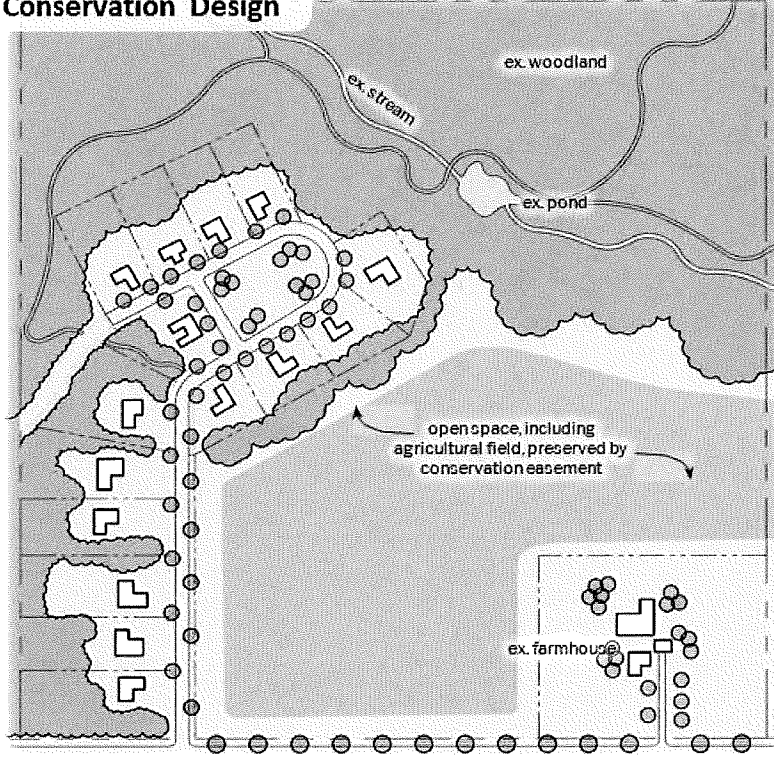 Conservation Design
ex. woodland
ex. stream
ex. pond
open space, including
agricultural field, preserved by
conservation easement
ex. farmhouse